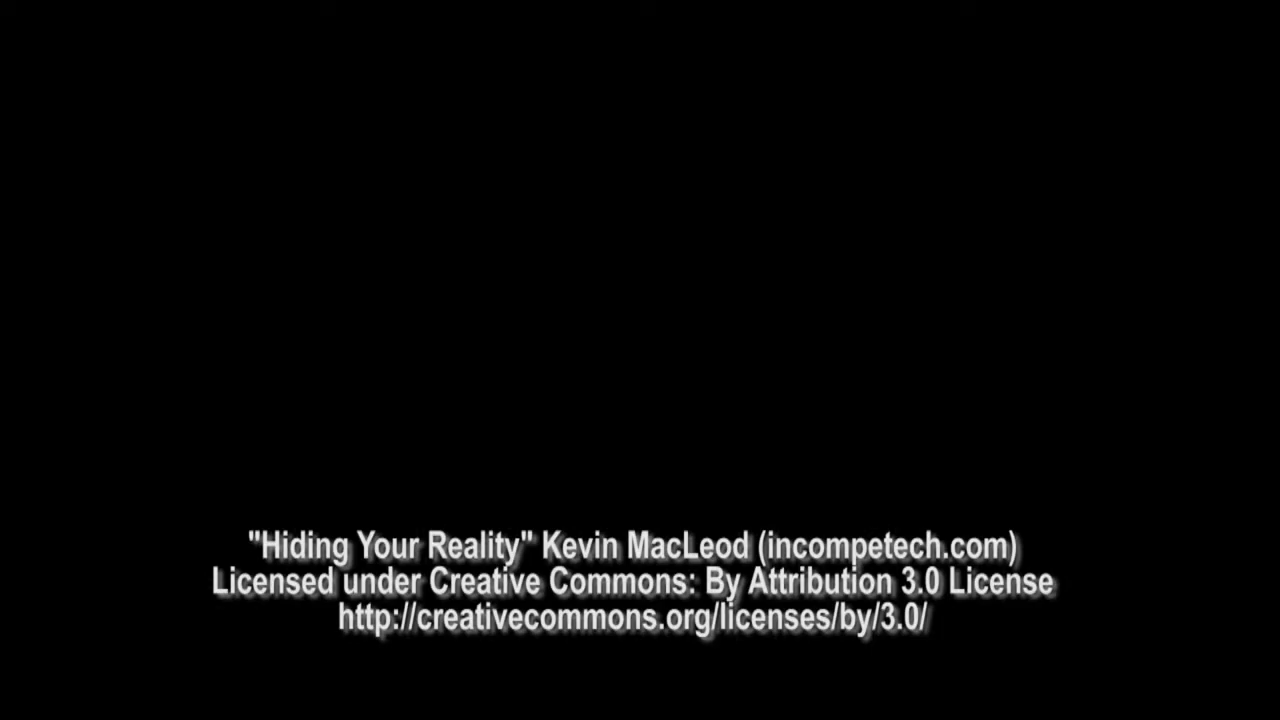 "Hiding Your Reality" Kevin MacLeod (incompetech.com)
Licensed under Creative Commons: By Attribution 3.0 License
http://creativecommons.org/licenses/by/3.0/